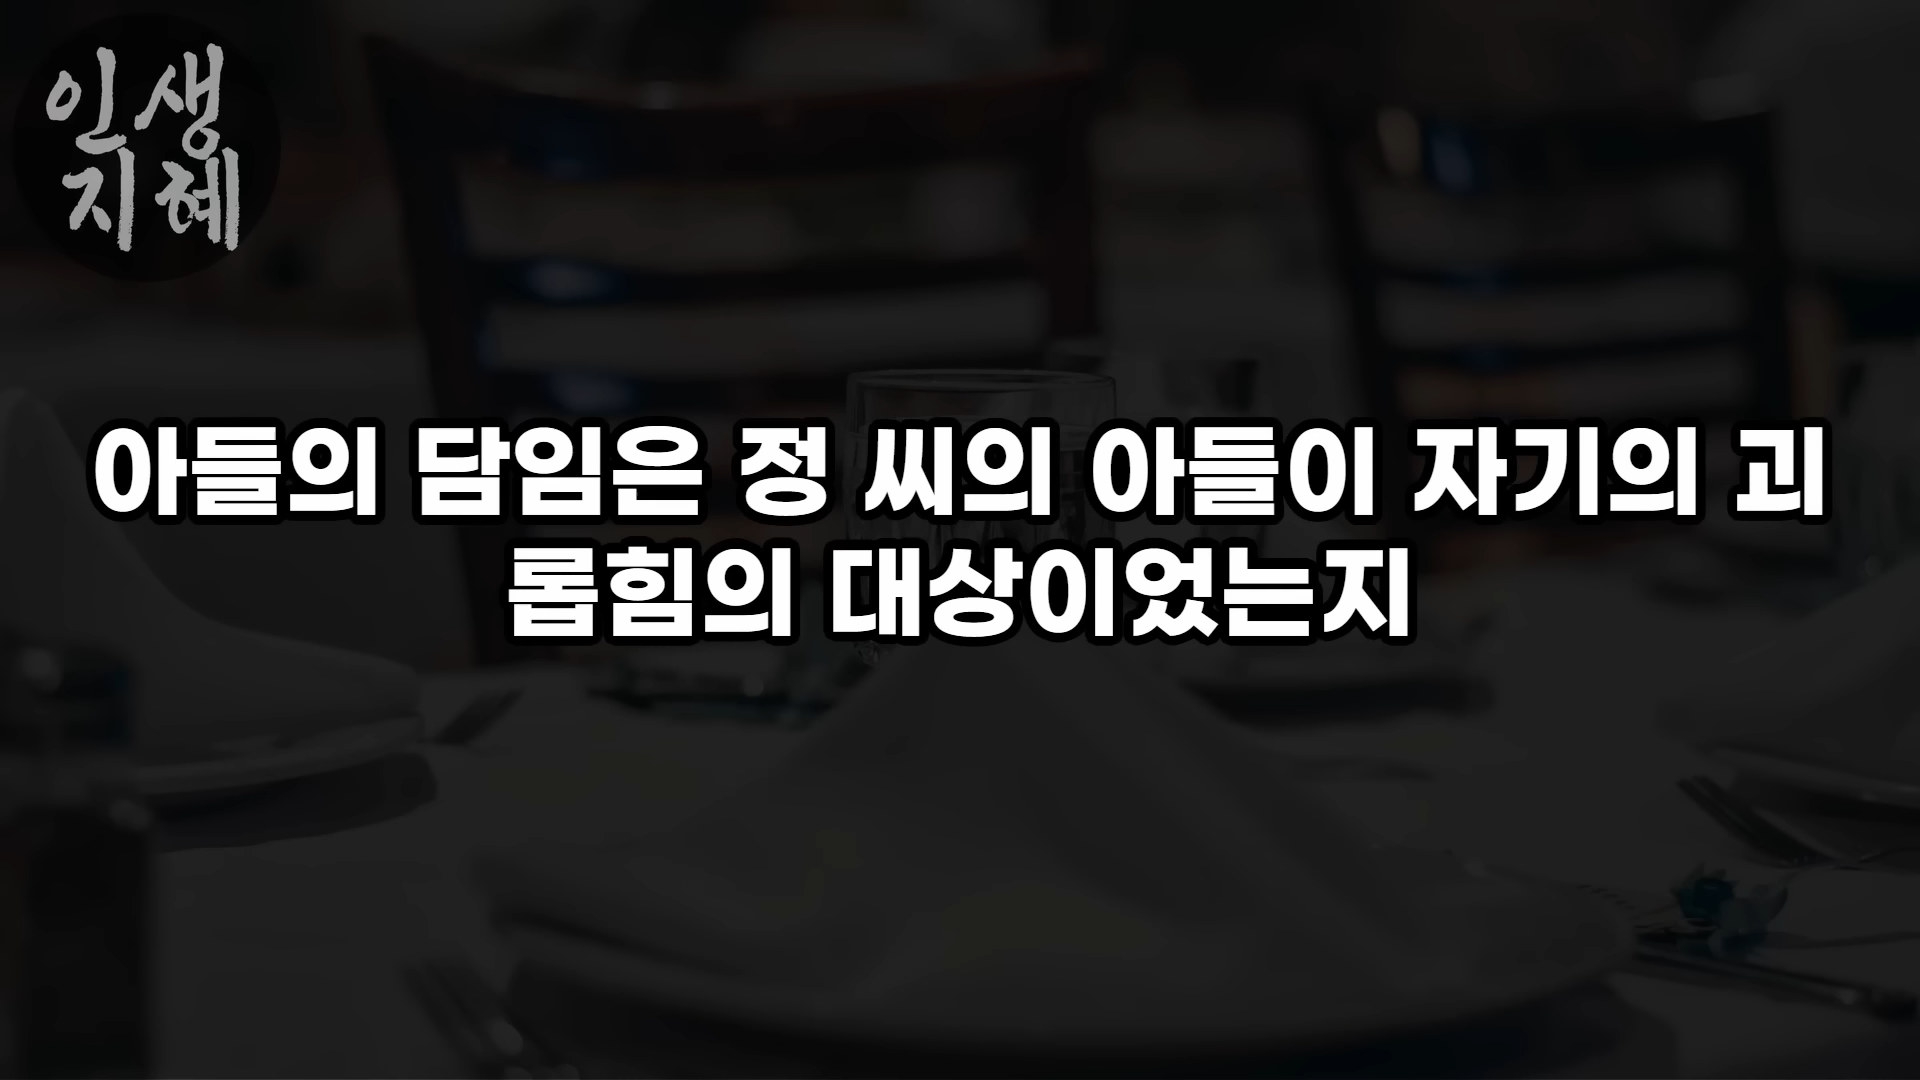 인생
지혜
아들의 담임은 정 씨의 아들이 자기의 괴
롭힘의 대상이었는지